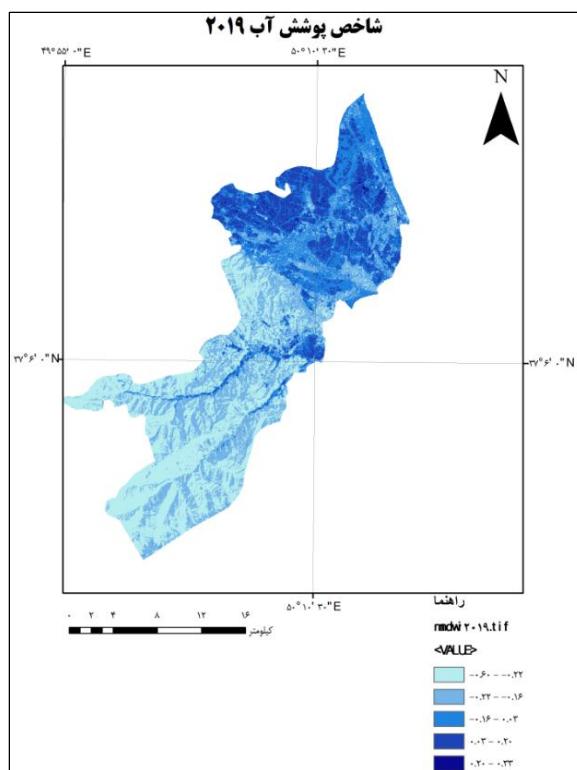 شاخص پوشش آب ۲۰۱۹
۴۹°۵۵'۰"E
۵۰°۱۰'۳۰"E
N
۳۷°۶'۰"N
۳۷°۶'۰"N
۵۰°۱۰'۳۰"E
۰ ۲ ۴ ۸ ۱۲ ۱۶
کیلومتر
راهنما
mndwi۲۰۱۹.tif
<VALUE>
-۰.۶۰ - -۰.۲۲
-۰.۲۲ - -۰.۱۶
-۰.۱۶ - ۰.۰۳
۰.۰۳ - ۰.۲۰
۰.۲۰ - ۰.۳۳